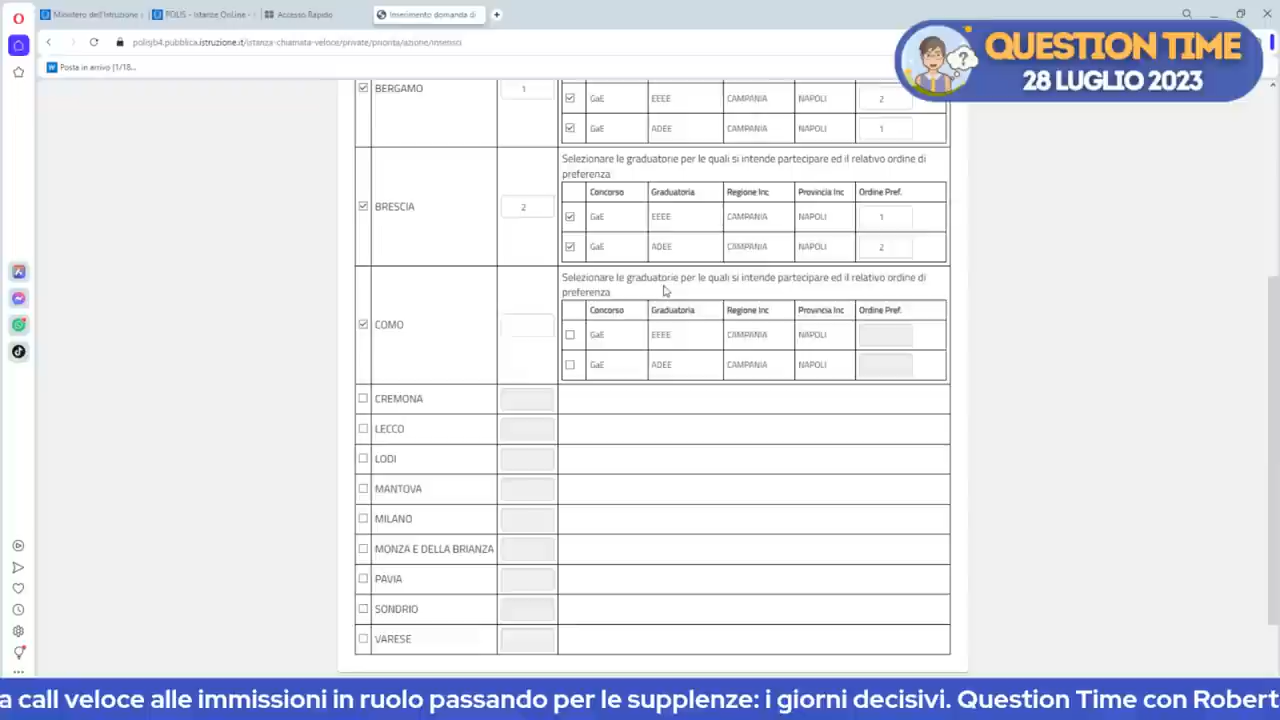 Ministero dell'Istruzione
POLIS - Istanze OnLine -
Accesso Rapido
Inserimento domanda di
polisjb4.pubblica.istruzione.it/istanze-chiamata-veloce/private/priorita/azione/inserisci
Posta in arrivo (1/18...
QUESTION TIME
28 LUGLIO 2023
BERGAMO 1
GaE EEEE CAMPANIA NAPOLI 2
GaE ADEE CAMPANIA NAPOLI 1
Selezionare le graduatorie per le quali si intende partecipare ed il relativo ordine di
preferenza
Concorso Graduatoria Regione Inc Provincia Inc Ordine Pref.
BRESCIA 2
GaE EEEE CAMPANIA NAPOLI 1
GaE ADEE CAMPANIA NAPOLI 2
Selezionare le graduatorie per le quali si intende partecipare ed il relativo ordine di
preferenza
Concorso Graduatoria Regione Inc Provincia Inc Ordine Pref.
COMO
GaE EEEE CAMPANIA NAPOLI
GaE ADEE CAMPANIA NAPOLI
CREMONA
LECCO
LODI
MANTOVA
MILANO
MONZA E DELLA BRIANZA
PAVIA
SONDRIO
VARESE
a call veloce alle immissioni in ruolo passando per le supplenze: i giorni decisivi. Question Time con Robert